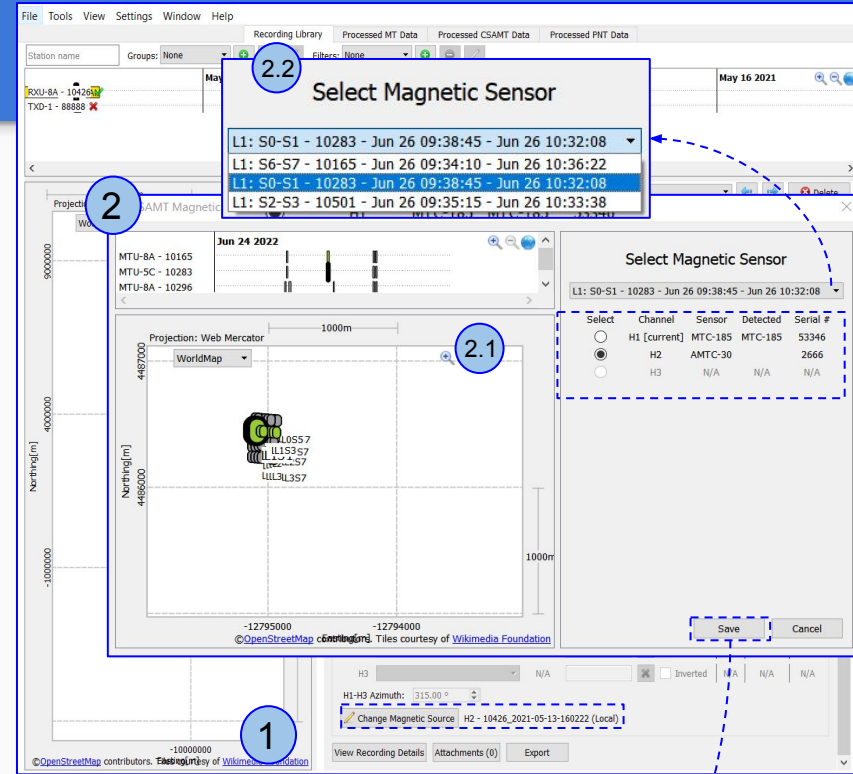 File Tools View Settings Window Help
Recording Library Processed MT Data Processed CSAMT Data Processed PNT Data
Station name Groups: None Filters: None
2.2
May May 16 2021
RXU-8A - 10426
TXD-1 - 88888
Select Magnetic Sensor
L1: S0-S1 - 10283 - Jun 26 09:38:45 - Jun 26 10:32:08
L1: S6-S7 - 10165 - Jun 26 09:34:10 - Jun 26 10:36:22
L1: S0-S1 - 10283 - Jun 26 09:38:45 - Jun 26 10:32:08
L1: S2-S3 - 10501 - Jun 26 09:35:15 - Jun 26 10:33:38
Delete
2
Jun 24 2022
MTU-8A - 10165
MTU-5C - 10283
MTU-8A - 10296
Select Magnetic Sensor
L1: S0-S1 - 10283 - Jun 26 09:38:45 - Jun 26 10:32:08
Select Channel Sensor Detected Serial #
H1 [current] MTC-185 MTC-185 53346
H2 AMTC-30 2666
H3 N/A N/A N/A
1000m
Projection: Web Mercator
WorldMap
2.1
4487000
4486000
Northing[m]
L0S57
1000m
-12795000 -12794000
©OpenStreetMap contributors. Tiles courtesy of Wikimedia Foundation
Save Cancel
8000000
4000000
Northing[m]
-1000000
-10000000
©OpenStreetMap contributors. Tiles courtesy of Wikimedia Foundation
1
H3 N/A Inverted N/A N/A N/A
H1-H3 Azimuth: 315.00 °
Change Magnetic Source H2 - 10426_2021-05-13-160222 (Local)
View Recording Details Attachments (0) Export